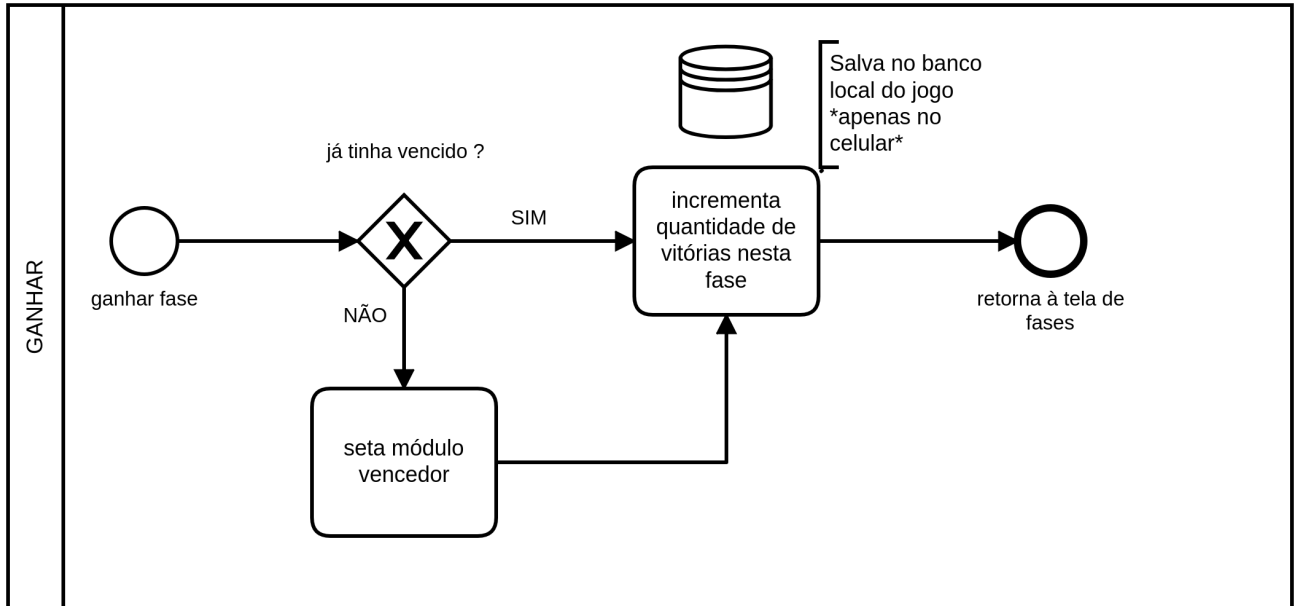 GANHAR
Salva no banco
local do jogo
*apenas no
celular*
já tinha vencido ?
incrementa
quantidade de
vitórias nesta
fase
SIM
ganhar fase
retorna à tela de
fases
NÃO
seta módulo
vencedor